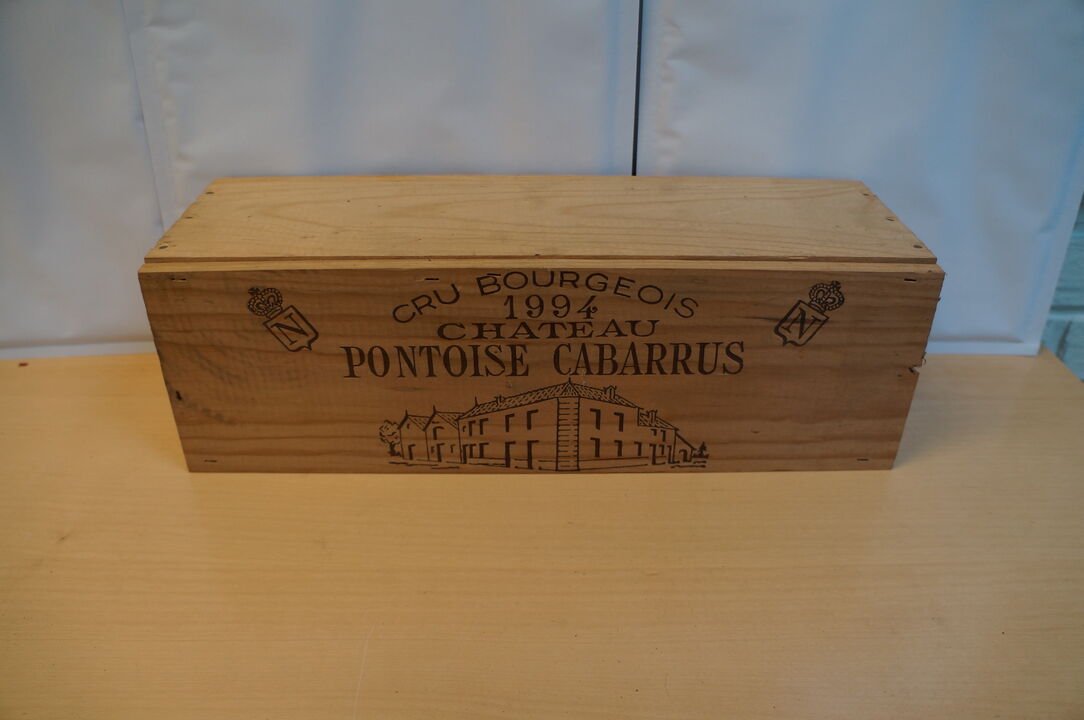 CRU BOURGEOIS
1994
CHATEAU
PONTOISE CABARRUS
N
N